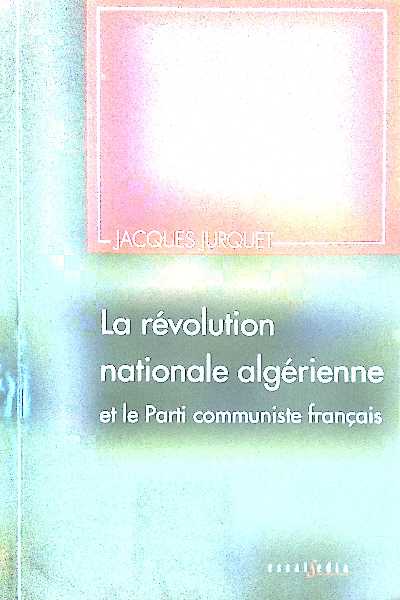 JACQUES JURQUET
La révolution
nationale algérienne
et le Parti communiste français